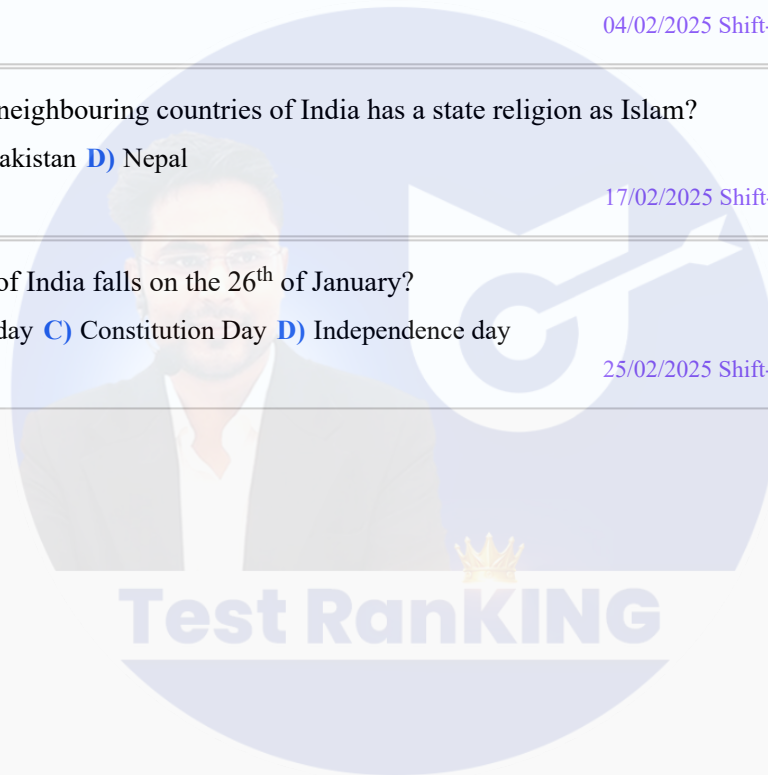 04/02/2025 Shift-
neighbouring countries of India has a state religion as Islam?
akistan D) Nepal
17/02/2025 Shift-
of India falls on the 26th of January?
day C) Constitution Day D) Independence day
25/02/2025 Shift-
Test RanKING